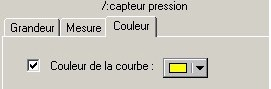 /:capteur pression
Grandeur Mesure Couleur
Couleur de la courbe :